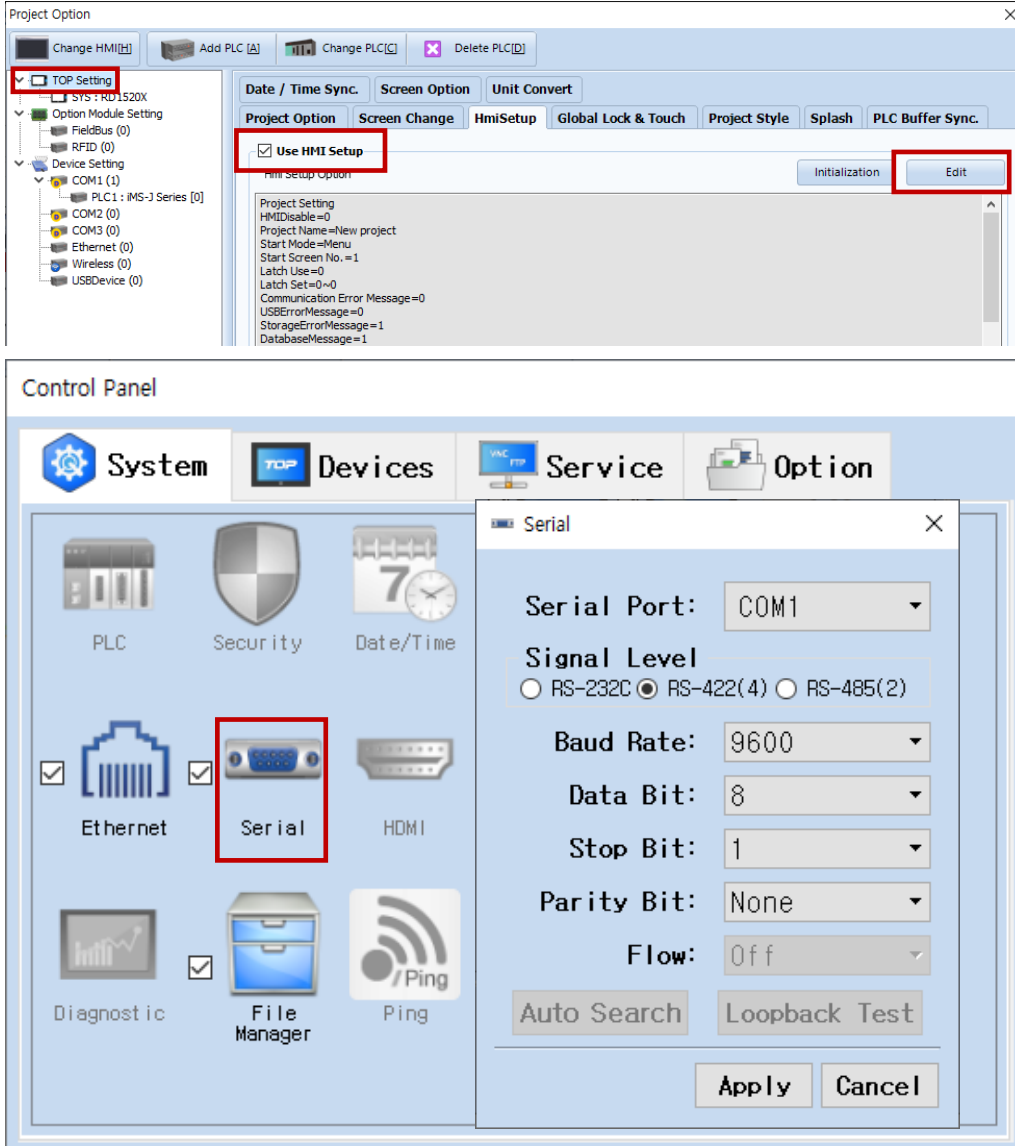 Project Option
Change HMI[H] Add PLC [A] Change PLC[C] Delete PLC[D]
TOP Setting
SYS : RD1520X
Option Module Setting
FieldBus (0)
RFID (0)
Device Setting
COM1 (1)
PLC1 : iMS-J Series [0]
COM2 (0)
COM3 (0)
Ethernet (0)
Wireless (0)
USBDevice (0)
Date / Time Sync. Screen Option Unit Convert
Project Option Screen Change HmiSetup Global Lock & Touch Project Style Splash PLC Buffer Sync.
Use HMI Setup
Hmi Setup Option Initialization Edit
Project Setting
HMIDisable=0
Project Name=New project
Start Mode=Menu
Start Screen No.=1
Latch Use=0
Latch Set=0~0
Communication Error Message=0
USBErrorMessage=0
StorageErrorMessage=1
DatabaseMessage=1
Control Panel
System Devices Service Option
TOP
VNC
FTP
PLC Security Date/Time
7
Ethernet Serial HDMI
Diagnostic File Manager Ping
/Ping
Serial
Serial Port: COM1
Signal Level
RS-232C RS-422(4) RS-485(2)
Baud Rate: 9600
Data Bit: 8
Stop Bit: 1
Parity Bit: None
Flow: Off
Auto Search Loopback Test
Apply Cancel